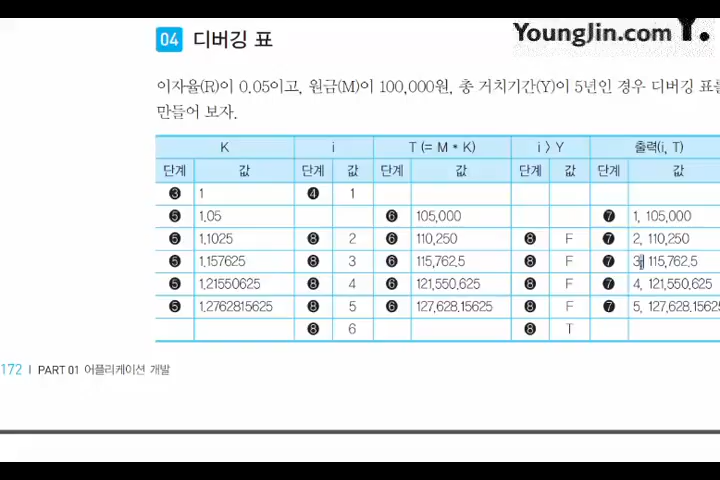 YoungJin.com Y.
04 디버깅 표
이자율(R)이 0.05이고, 원금(M)이 100,000원, 총 거치기간(Y)이 5년인 경우 디버깅 표를
만들어 보자.
K i T (= M * K) i > Y 출력(i, T)
단계 값 단계 값 단계 값 단계 값 단계 값
❸ 1 ❹ 1
❺ 1.05 ❻ 105,000 ❼ 1, 105,000
❺ 1.1025 ❽ 2 ❻ 110,250 ❽ F ❼ 2, 110,250
❺ 1.157625 ❽ 3 ❻ 115,762.5 ❽ F ❼ 3, 115,762.5
❺ 1.21550625 ❽ 4 ❻ 121,550.625 ❽ F ❼ 4, 121,550.625
❺ 1.2762815625 ❽ 5 ❻ 127,628.15625 ❽ F ❼ 5, 127,628.15625
❽ 6 ❽ T
172 | PART 01 어플리케이션 개발